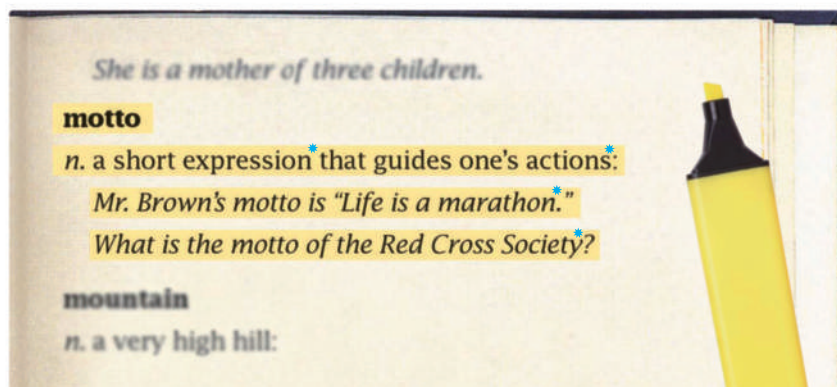 She is a mother of three children.
motto
n. a short expression* that guides one's actions*:
Mr. Brown's motto is “Life is a marathon*.”
What is the motto of the Red Cross Society*?
mountain
n. a very high hill: